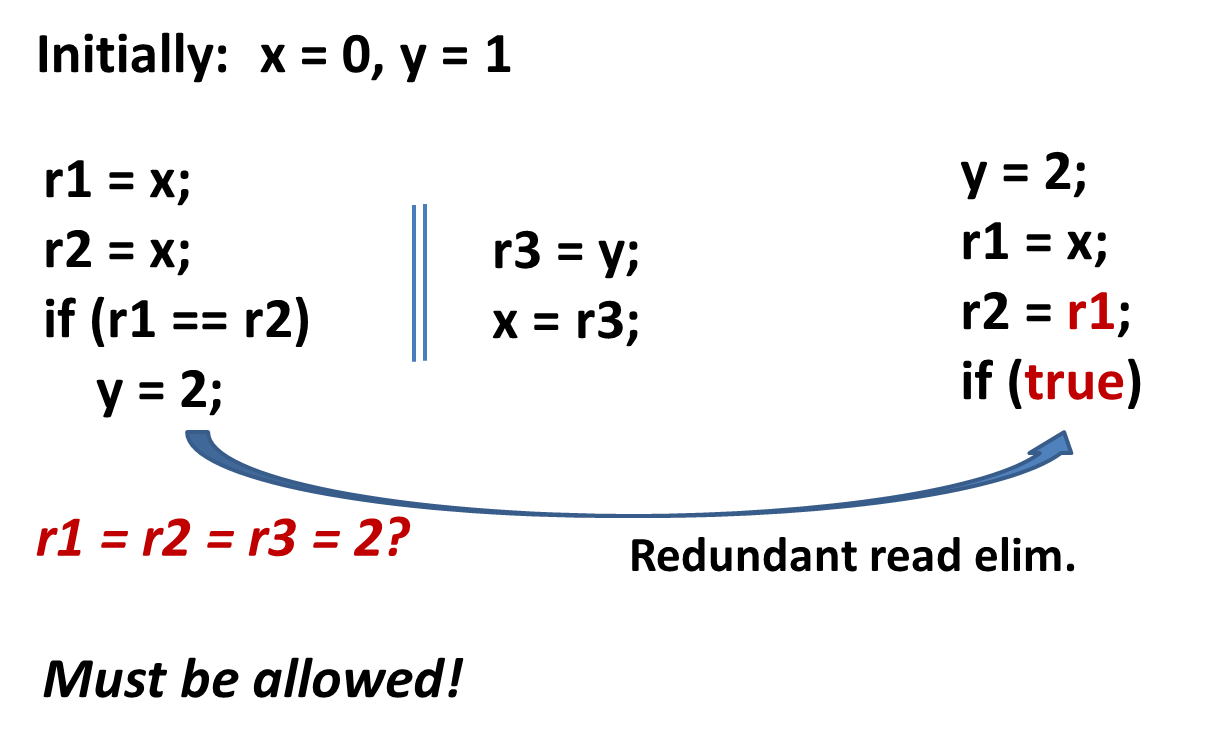 Initially: x = 0, y = 1
r1 = x;
r2 = x;
if (r1 == r2)
y = 2;
r3 = y;
x = r3;
y = 2;
r1 = x;
r2 = r1;
if (true)
r1 = r2 = r3 = 2?
Redundant read elim.
Must be allowed!